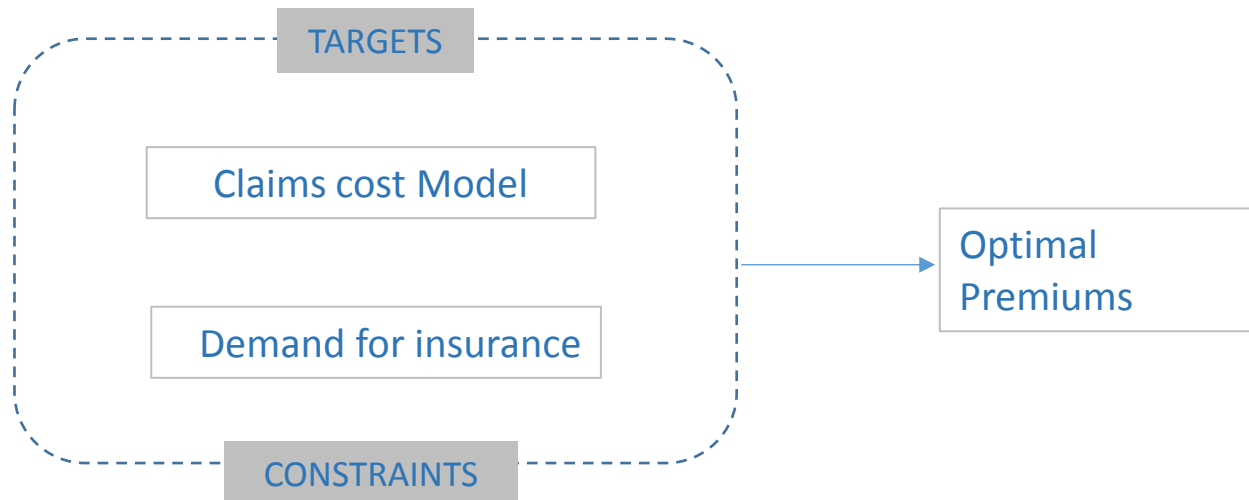 TARGETS
Claims cost Model
Demand for insurance
CONSTRAINTS
Optimal
Premiums